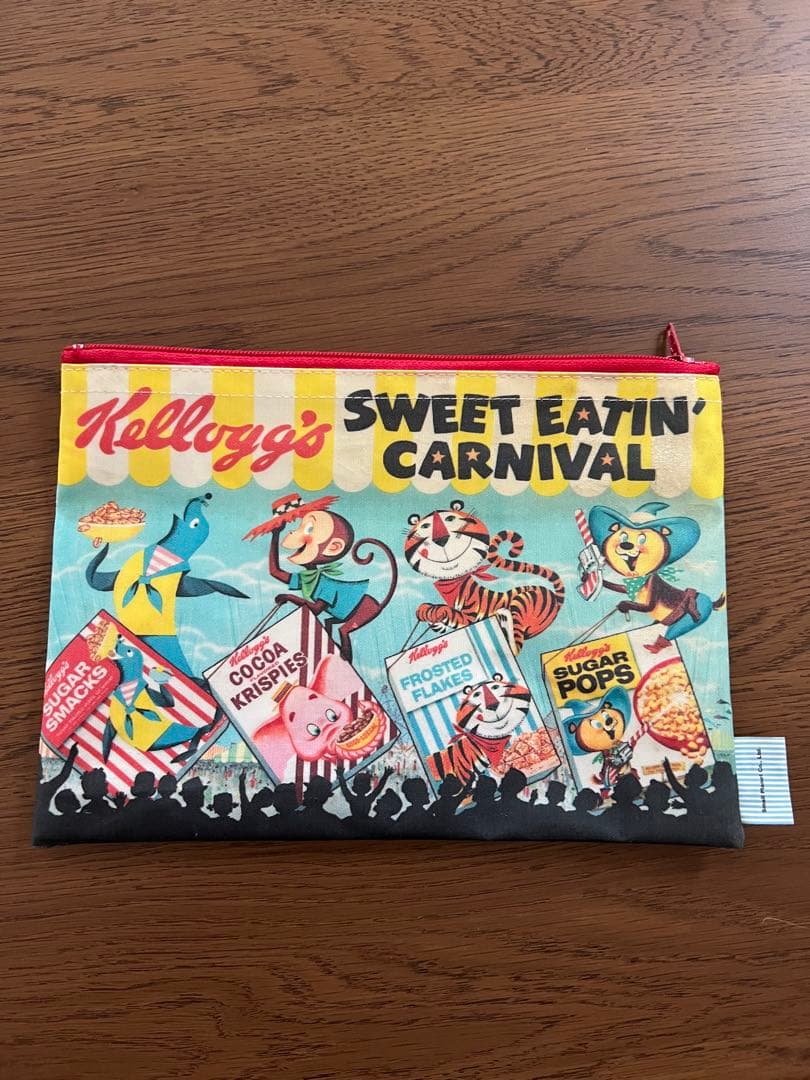 Kellogg's
SWEET EATIN'
CARNIVAL
Kellogg's
SUGAR
SMACKS
Kellogg's
COCOA
KRISPIES
Kellogg's
FROSTED
FLAKES
Kellogg's
SUGAR
POPS